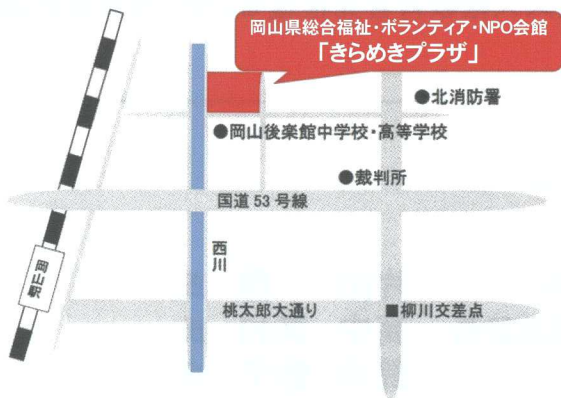 岡山県総合福祉・ボランティア・NPO会館
「きらめきプラザ」
●北消防署
●岡山後楽館中学校・高等学校
●裁判所
国道53号線
西川
岡山駅
桃太郎大通り
■柳川交差点